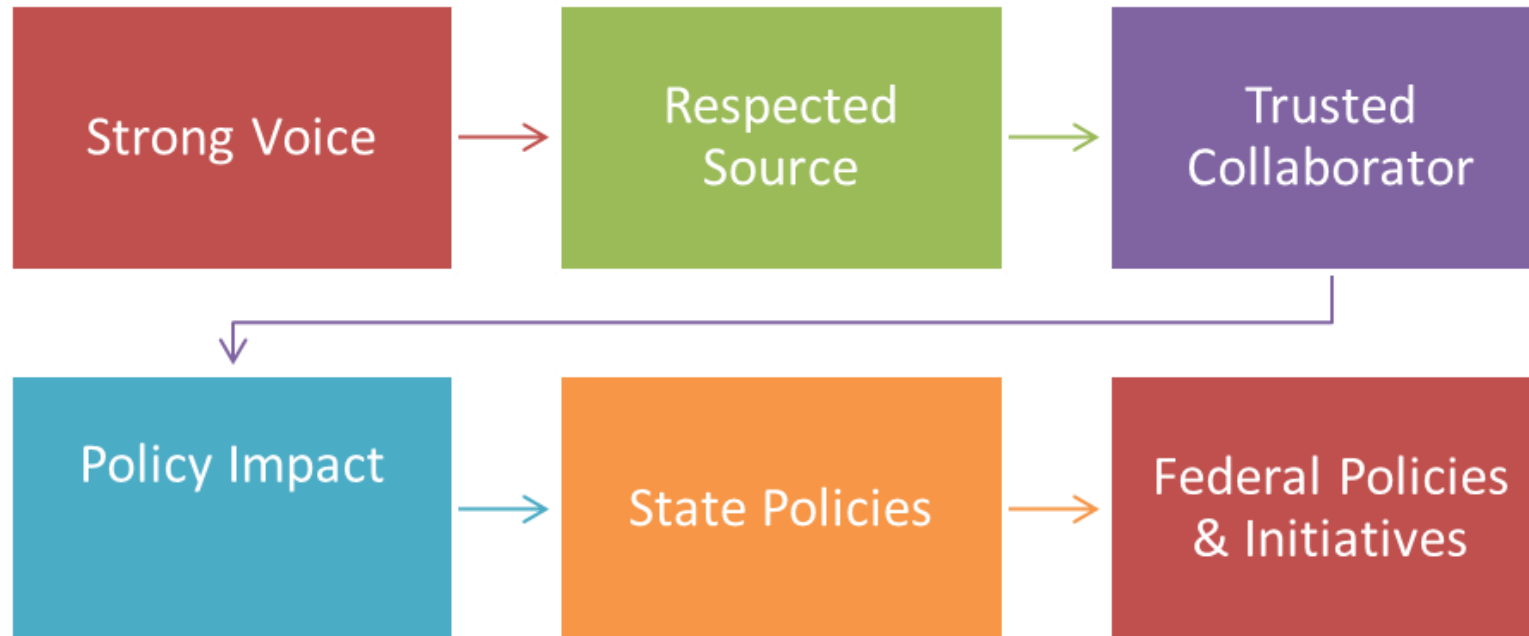 Strong Voice
Respected
Source
Trusted
Collaborator
Policy Impact
State Policies
Federal Policies
& Initiatives